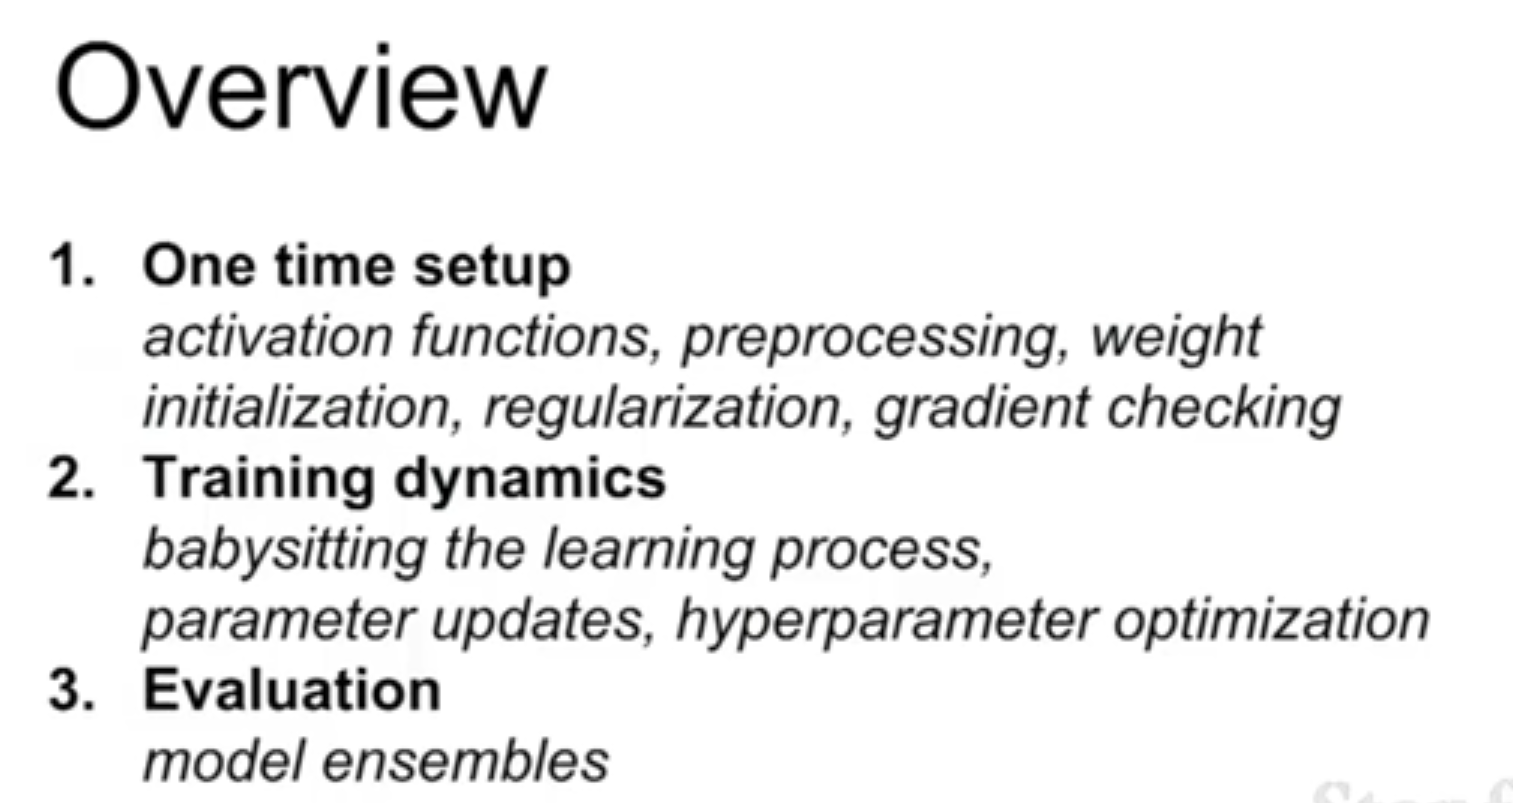 Overview
1. One time setup
activation functions, preprocessing, weight
initialization, regularization, gradient checking
2. Training dynamics
babysitting the learning process,
parameter updates, hyperparameter optimization
3. Evaluation
model ensembles